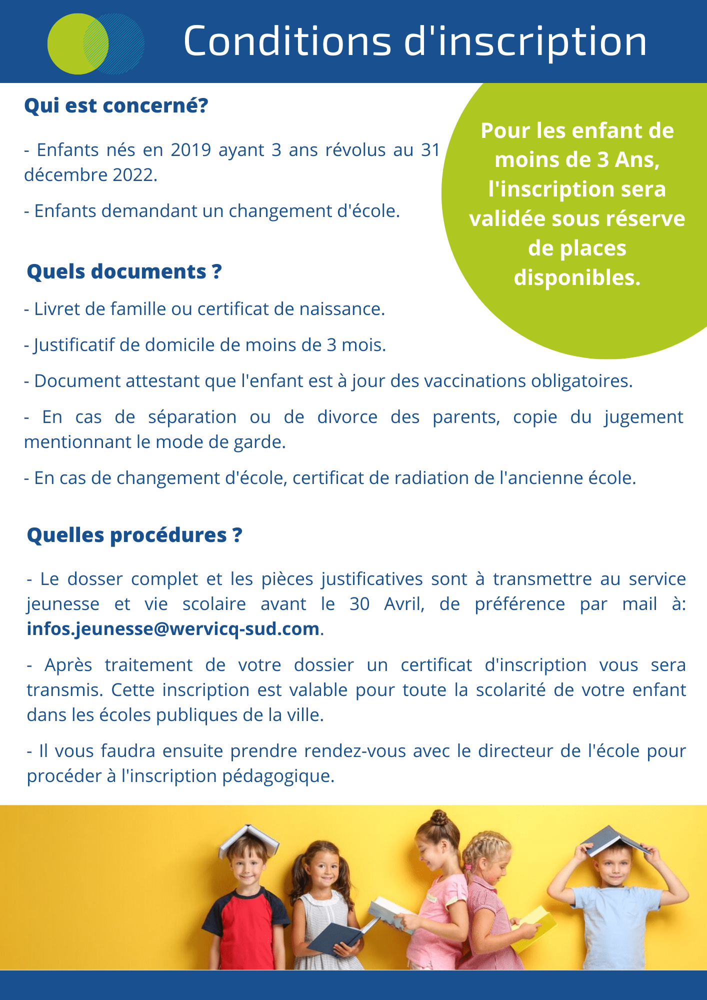 Conditions d'inscription
Qui est concerné?
- Enfants nés en 2019 ayant 3 ans révolus au 31
décembre 2022.
- Enfants demandant un changement d'école.
Pour les enfant de
moins de 3 Ans,
l'inscription sera
validée sous réserve
de places
disponibles.
Quels documents ?
- Livret de famille ou certificat de naissance.
- Justificatif de domicile de moins de 3 mois.
- Document attestant que l'enfant est à jour des vaccinations obligatoires.
- En cas de séparation ou de divorce des parents, copie du jugement
mentionnant le mode de garde.
- En cas de changement d'école, certificat de radiation de l'ancienne école.
Quelles procédures ?
- Le dosser complet et les pièces justificatives sont à transmettre au service
jeunesse et vie scolaire avant le 30 Avril, de préférence par mail à:
infos.jeunesse@wervicq-sud.com.
- Après traitement de votre dossier un certificat d'inscription vous sera
transmis. Cette inscription est valable pour toute la scolarité de votre enfant
dans les écoles publiques de la ville.
- Il vous faudra ensuite prendre rendez-vous avec le directeur de l'école pour
procéder à l'inscription pédagogique.